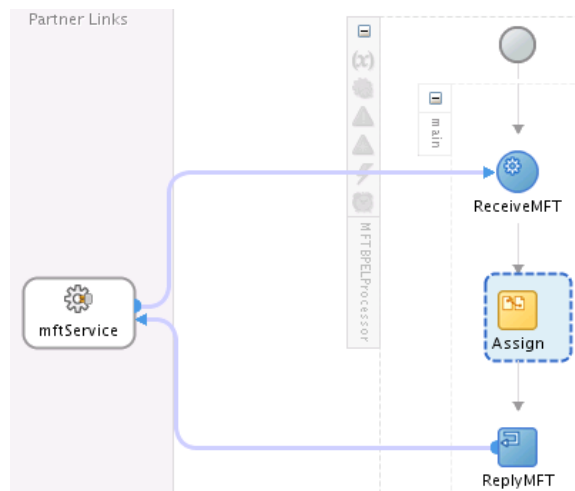 Partner Links
(x)
main
ReceiveMFT
MFTBPELProcessor
mftService
Assign
ReplyMFT